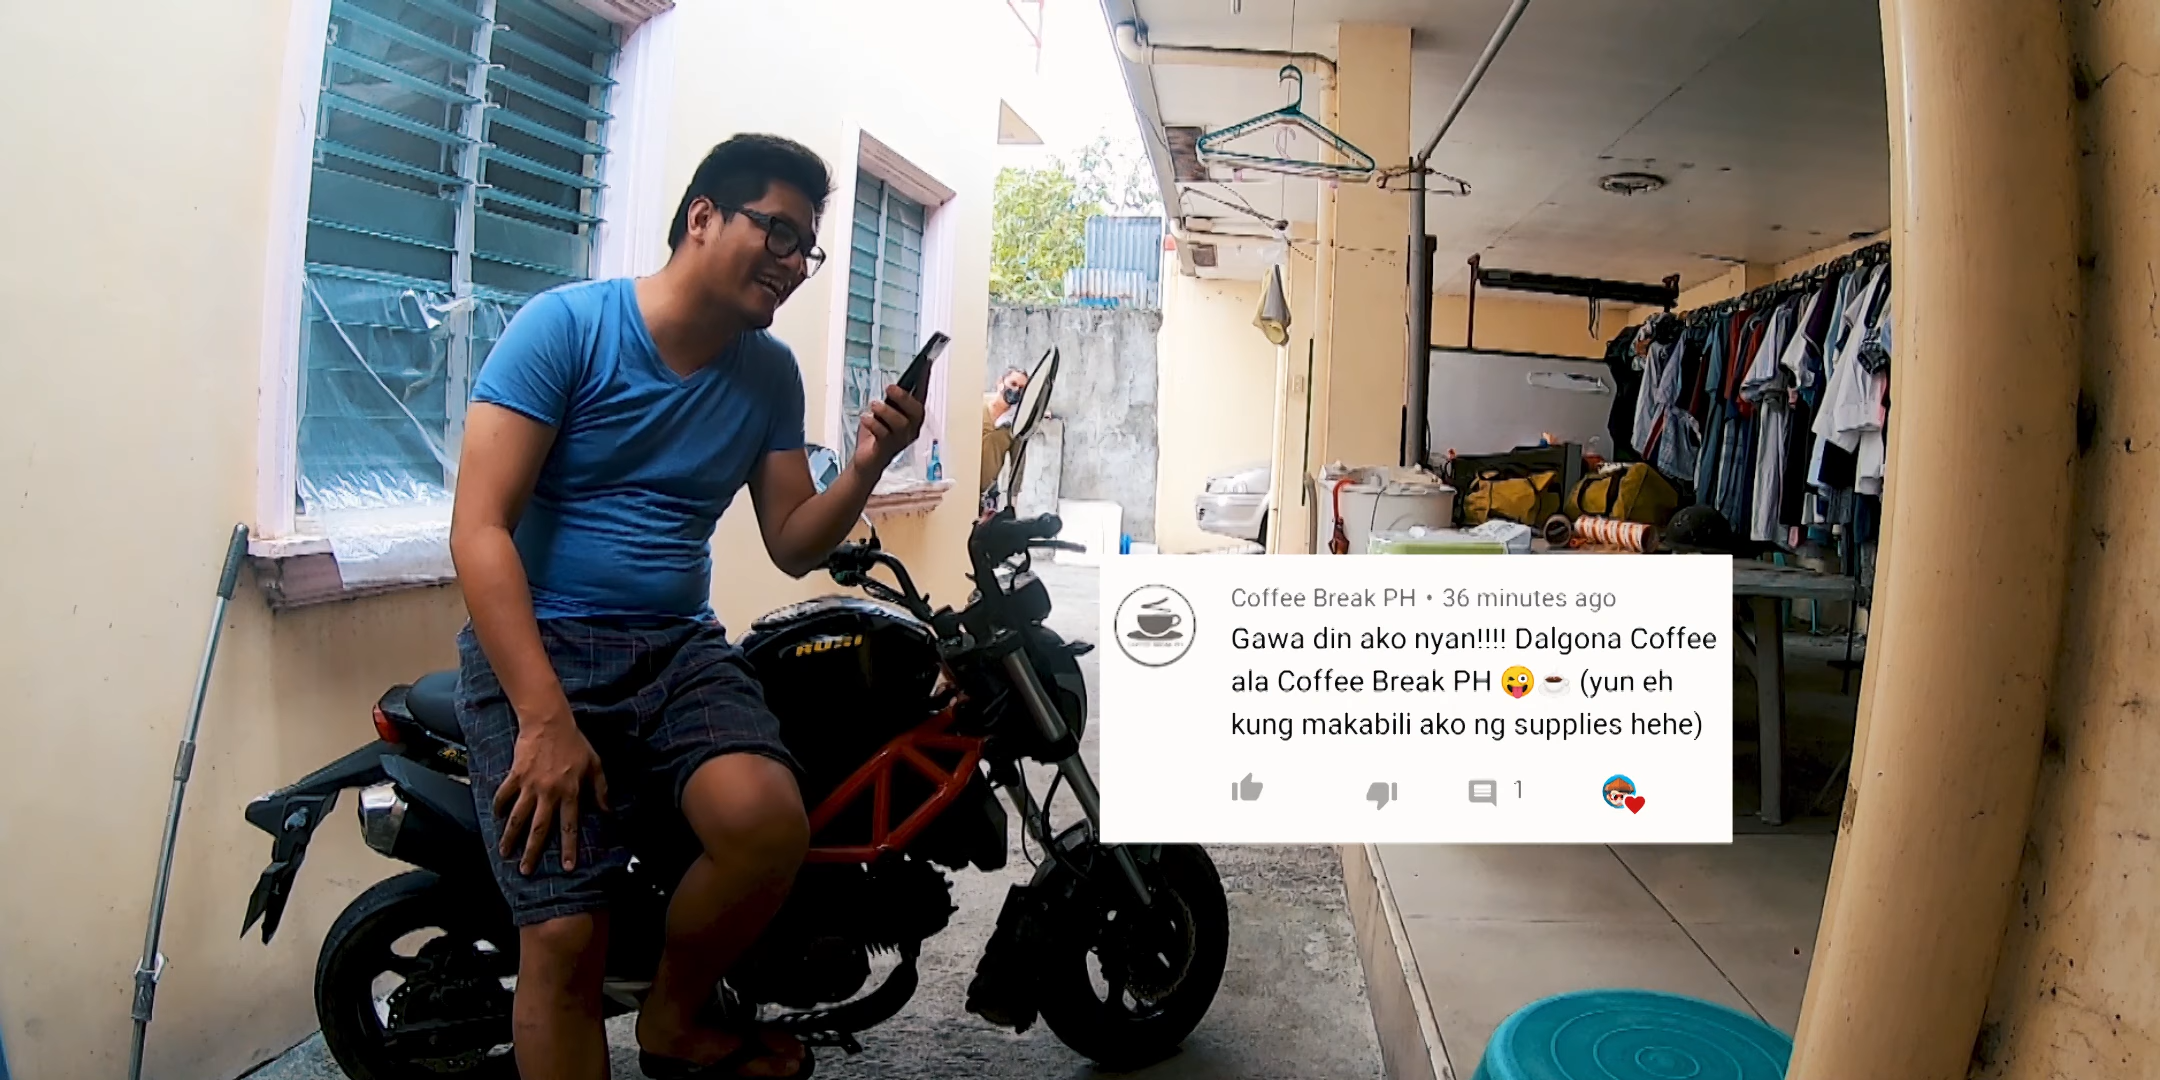 Coffee Break PH • 36 minutes ago
Gawa din ako nyan!!!! Dalgona Coffee
ala Coffee Break PH 😜☕ (yun eh
kung makabili ako ng supplies hehe)
1
RUSI